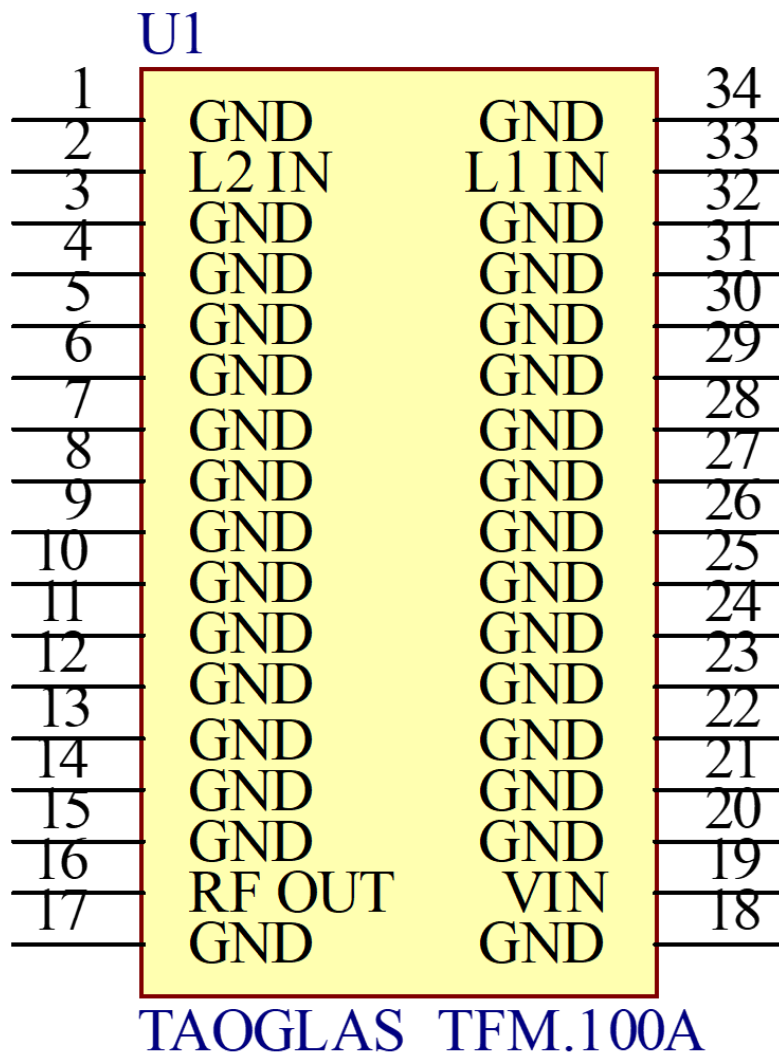 U1
1 GND GND 34
2 L2 IN L1 IN 33
3 GND GND 32
4 GND GND 31
5 GND GND 30
6 GND GND 29
7 GND GND 28
8 GND GND 27
9 GND GND 26
10 GND GND 25
11 GND GND 24
12 GND GND 23
13 GND GND 22
14 GND GND 21
15 GND GND 20
16 RF OUT VIN 19
17 GND GND 18
TAOGLAS TFM.100A